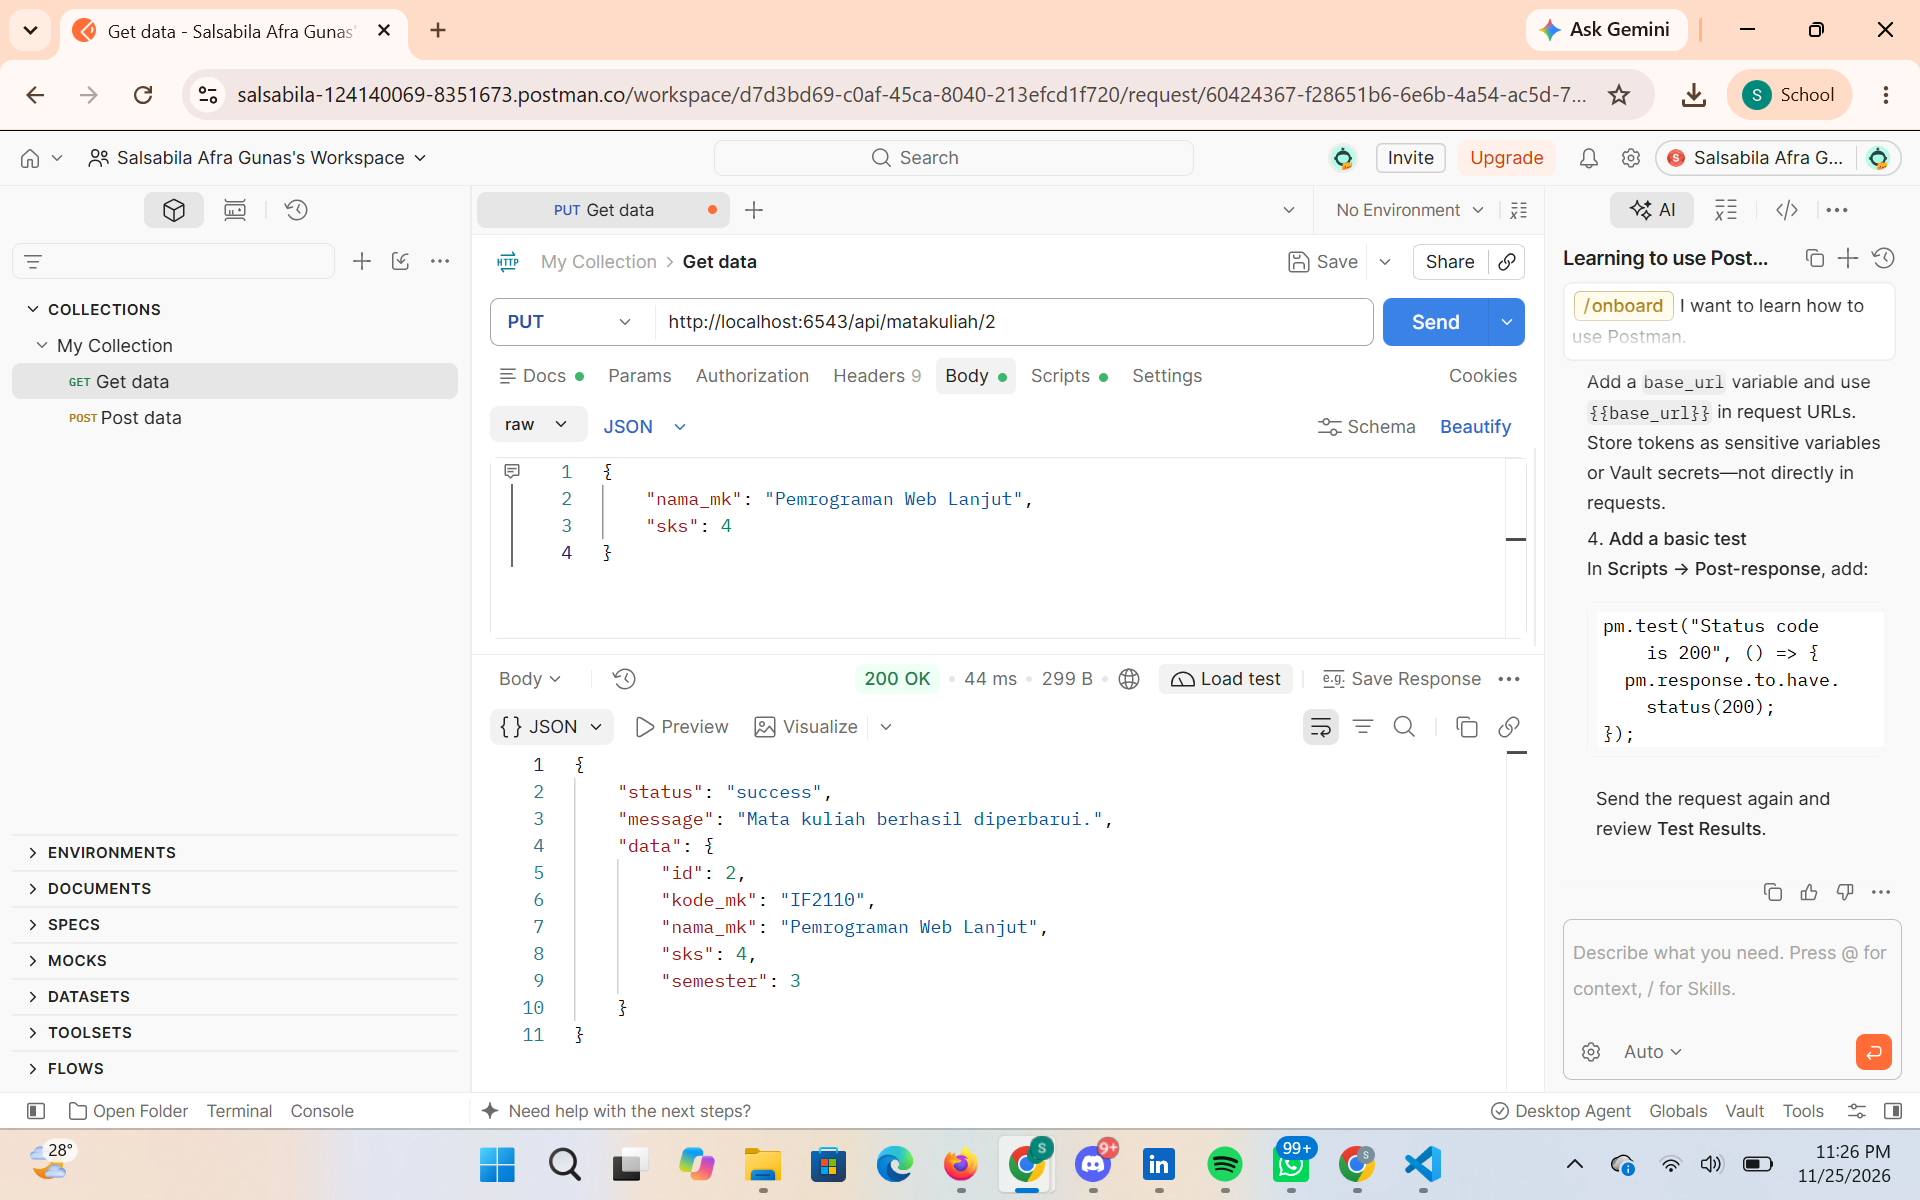 Get data - Salsabila Afra Gunas'
Ask Gemini
salsabila-124140069-8351673.postman.co/workspace/d7d3bd69-c0af-45ca-8040-213efcd1f720/request/60424367-f28651b6-6e6b-4a54-ac5d-7...
S School
Salsabila Afra Gunas's Workspace
Search
Invite
Upgrade
S Salsabila Afra G...
PUT Get data
No Environment
AI
COLLECTIONS
My Collection
GET Get data
POST Post data
ENVIRONMENTS
DOCUMENTS
SPECS
MOCKS
DATASETS
TOOLSETS
FLOWS
HTTP My Collection > Get data
Save
Share
PUT http://localhost:6543/api/matakuliah/2
Send
Docs Params Authorization Headers 9 Body Scripts Settings Cookies
raw JSON Schema Beautify
1 {
2 "nama_mk": "Pemrograman Web Lanjut",
3 "sks": 4
4 }
Body 200 OK 44 ms 299 B Load test e.g. Save Response
{} JSON Preview Visualize
1 {
2 "status": "success",
3 "message": "Mata kuliah berhasil diperbarui.",
4 "data": {
5 "id": 2,
6 "kode_mk": "IF2110",
7 "nama_mk": "Pemrograman Web Lanjut",
8 "sks": 4,
9 "semester": 3
10 }
11 }
Learning to use Post...
/onboard I want to learn how to
use Postman.
Add a base_url variable and use
{{base_url}} in request URLs.
Store tokens as sensitive variables
or Vault secrets—not directly in
requests.
4. Add a basic test
In Scripts → Post-response, add:
pm.test("Status code
is 200", () => {
pm.response.to.have.
status(200);
});
Send the request again and
review Test Results.
Describe what you need. Press @ for
context, / for Skills.
Auto
Open Folder Terminal Console
Need help with the next steps?
Desktop Agent Globals Vault Tools
28°
S
9+
in
99+
S
11:26 PM
11/25/2026